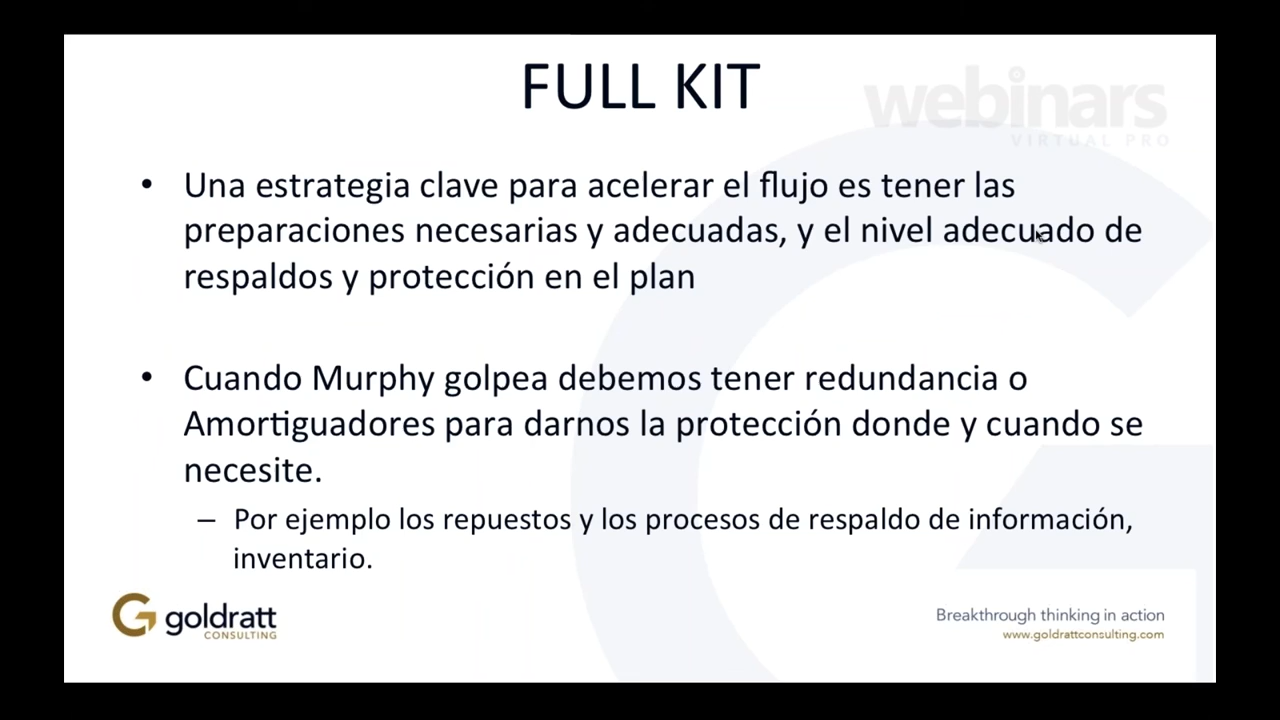 FULL KIT
webinars
VIRTUAL PRO
• Una estrategia clave para acelerar el flujo es tener las
preparaciones necesarias y adecuadas, y el nivel adecuado de
respaldos y protección en el plan
• Cuando Murphy golpea debemos tener redundancia o
Amortiguadores para darnos la protección donde y cuando se
necesite.
– Por ejemplo los repuestos y los procesos de respaldo de información,
inventario.
goldratt
CONSULTING
Breakthrough thinking in action
www.goldrattconsulting.com